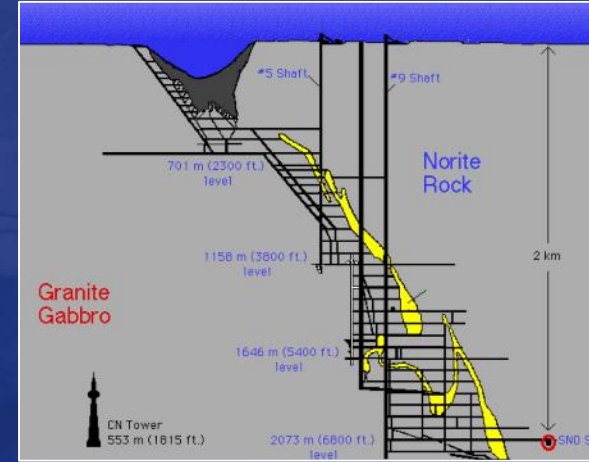 #5 Shaft
#9 Shaft
701 m (2300 ft.)
level
Norite
Rock
1158 m (3800 ft.)
level
2 km
Granite
Gabbro
1646 m (5400 ft.)
level
CN Tower
553 m (1815 ft.)
2073 m (6800 ft.)
level
SNO S